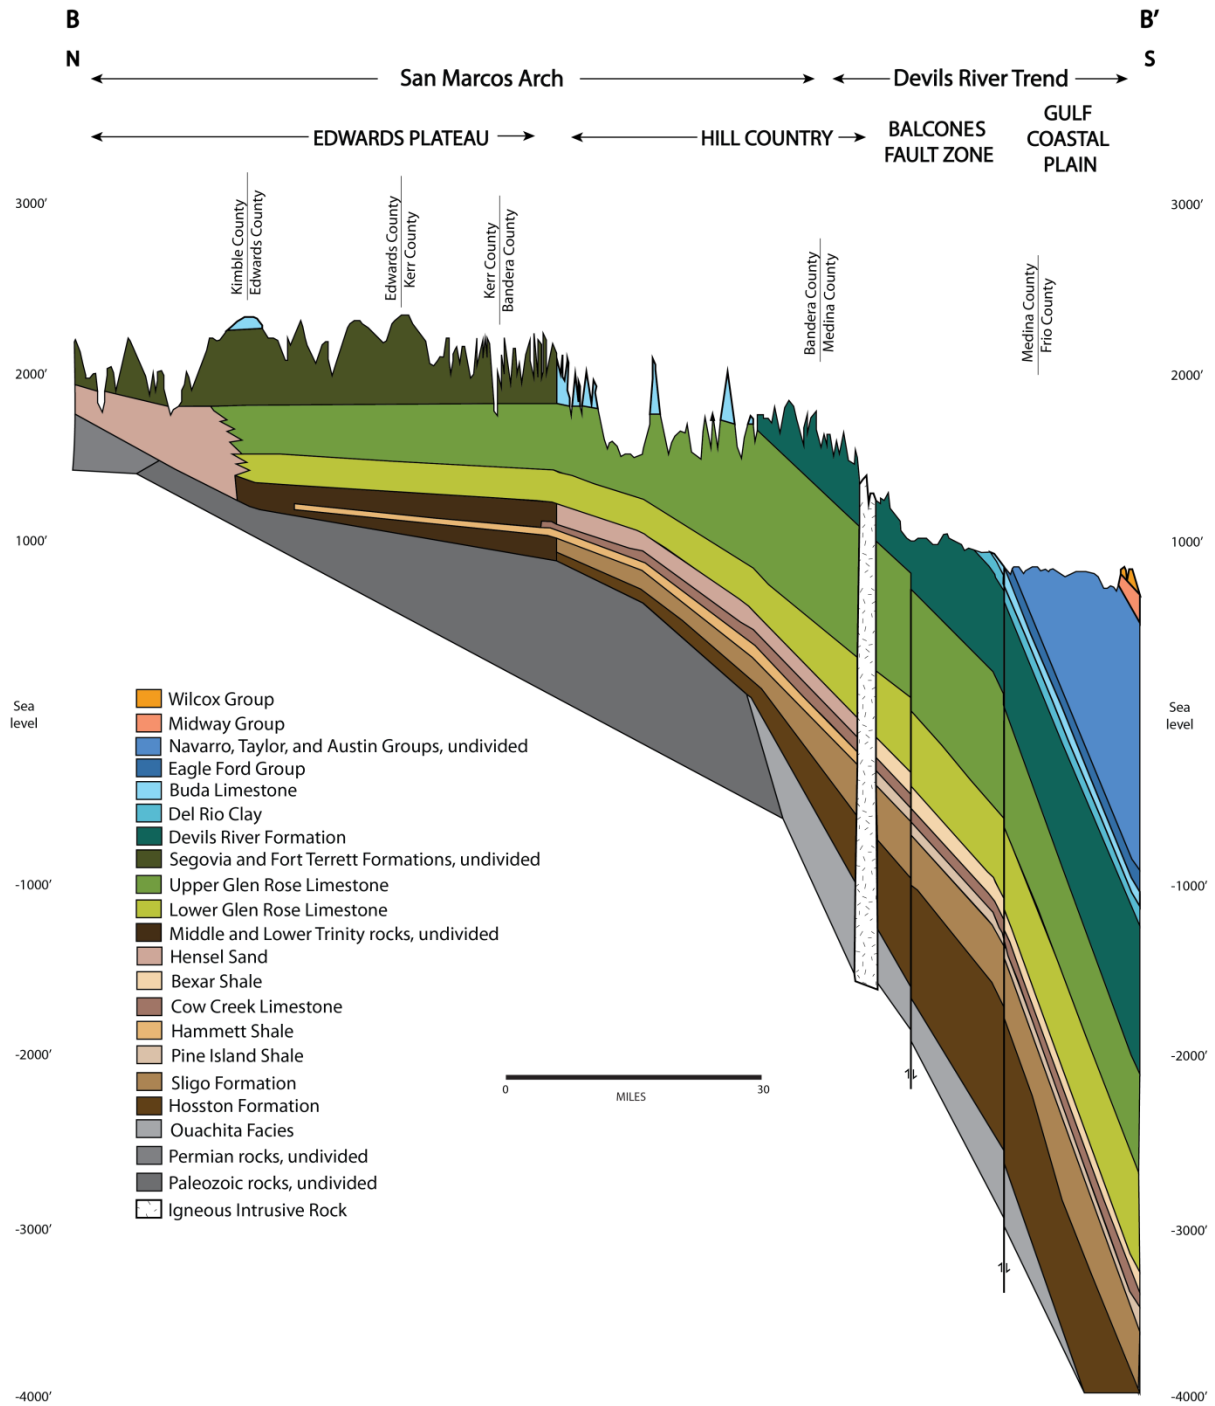 B
B’
N
S
San Marcos Arch
Devils River Trend
EDWARDS PLATEAU
HILL COUNTRY
BALCONES
FAULT ZONE
GULF
COASTAL
PLAIN
3000’
3000’
Kimble County
Edwards County
Edwards County
Kerr County
Kerr County
Bandera County
Bandera County
Medina County
Medina County
Frio County
2000’
2000’
1000’
1000’
Sea
level
Sea
level
Wilcox Group
Midway Group
Navarro, Taylor, and Austin Groups, undivided
Eagle Ford Group
Buda Limestone
Del Rio Clay
Devils River Formation
Segovia and Fort Terrett Formations, undivided
Upper Glen Rose Limestone
Lower Glen Rose Limestone
Middle and Lower Trinity rocks, undivided
Hensel Sand
Bexar Shale
Cow Creek Limestone
Hammett Shale
Pine Island Shale
Sligo Formation
Hosston Formation
Ouachita Facies
Permian rocks, undivided
Paleozoic rocks, undivided
Igneous Intrusive Rock
-1000’
-1000’
-2000’
-2000’
0
30
MILES
-3000’
-3000’
-4000’
-4000’